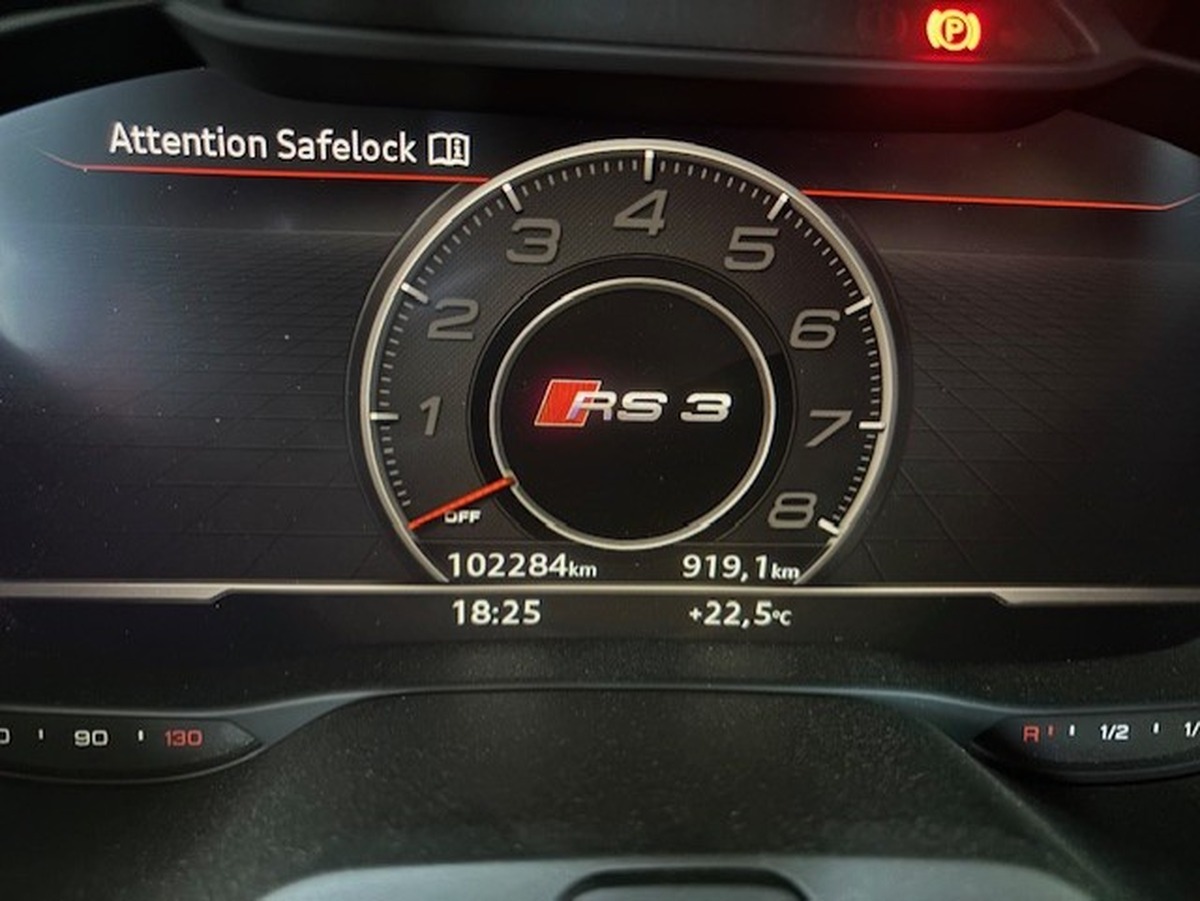 P
Attention Safelock
4
3 5
2 6
RS 3
1 7
OFF 8
102284km 919,1km
18:25 +22,5°C
90 130 R 1/2